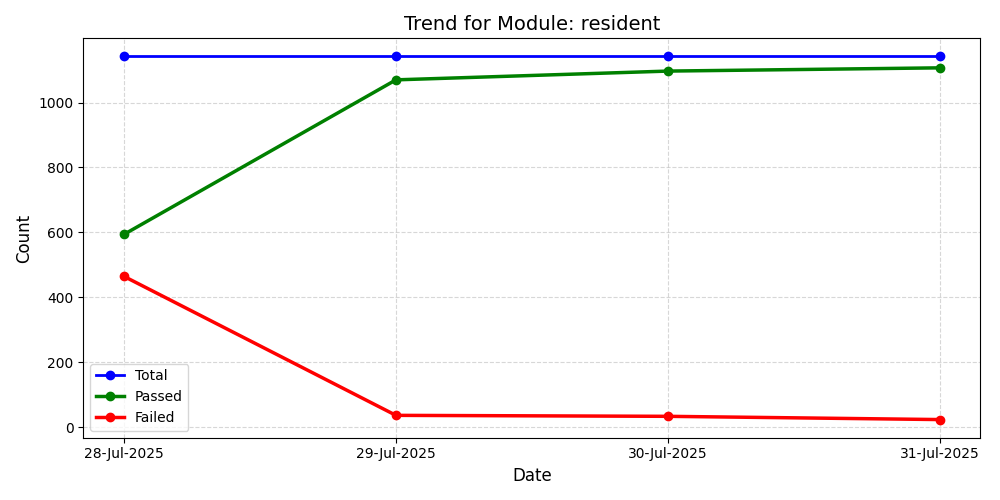 Trend for Module: resident
Count
1000
800
600
400
200
0
Total
Passed
Failed
28-Jul-2025
29-Jul-2025
30-Jul-2025
31-Jul-2025
Date